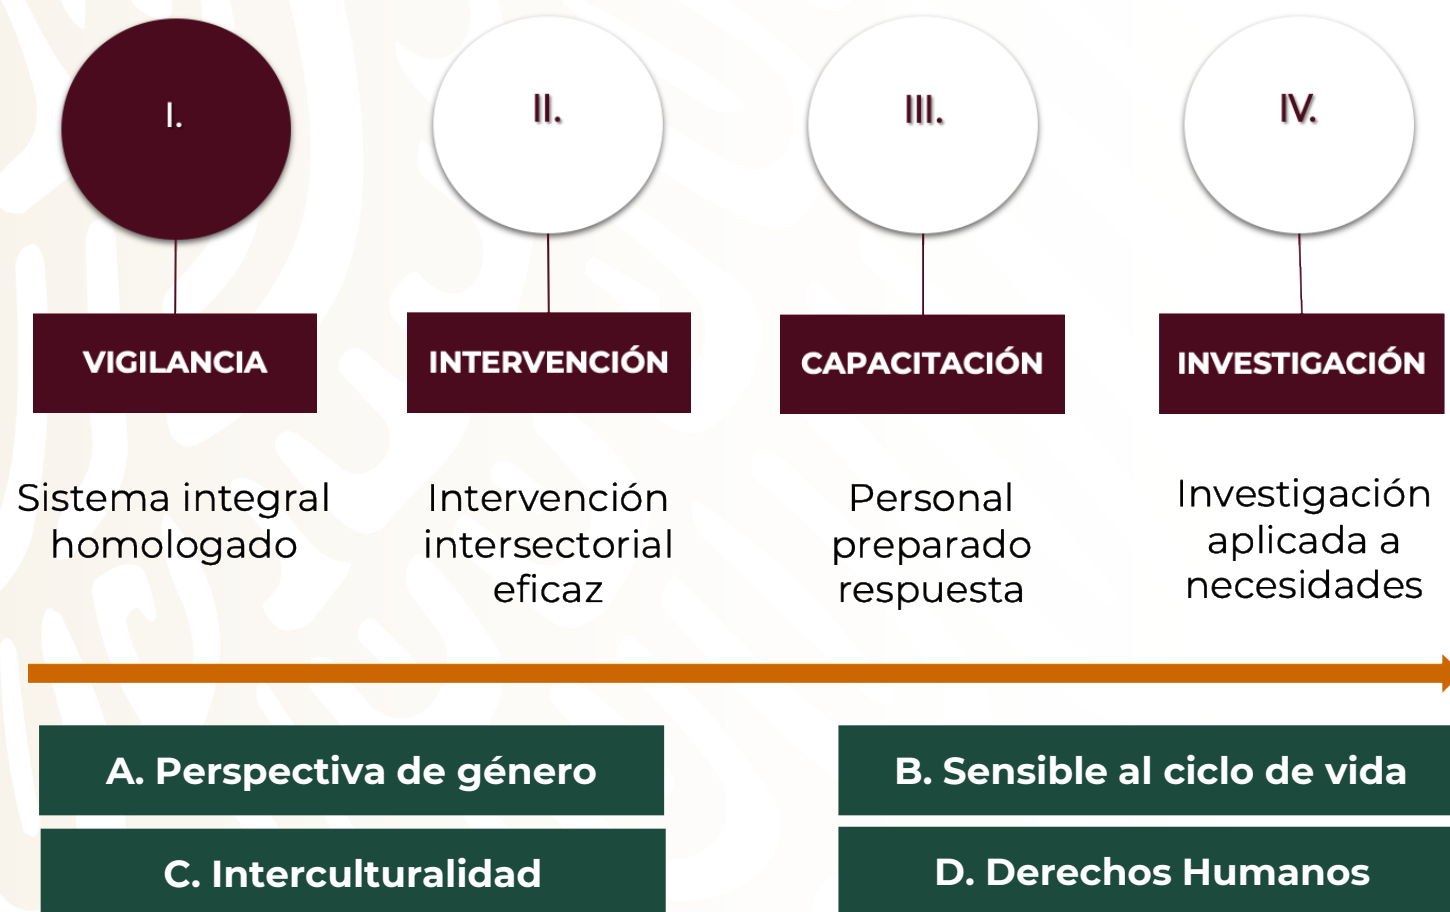 I.
II.
III.
IV.
VIGILANCIA
INTERVENCIÓN
CAPACITACIÓN
INVESTIGACIÓN
Sistema integral
homologado
Intervención
intersectorial
eficaz
Personal
preparado
respuesta
Investigación
aplicada a
necesidades
A. Perspectiva de género
B. Sensible al ciclo de vida
C. Interculturalidad
D. Derechos Humanos